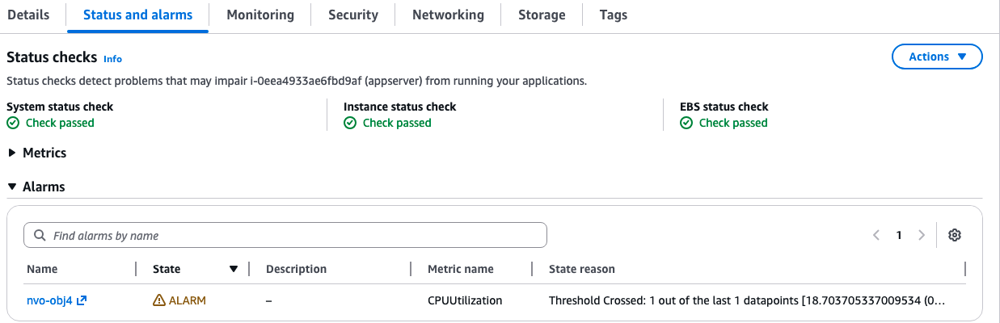 Details Status and alarms Monitoring Security Networking Storage Tags
Status checks Info Actions
Status checks detect problems that may impair i-0eea4933ae6fbd9af (appserver) from running your applications.
System status check Instance status check EBS status check
Check passed Check passed Check passed
Metrics
Alarms
Find alarms by name 1
Name State Description Metric name State reason
nvo-obj4 ALARM – CPUUtilization Threshold Crossed: 1 out of the last 1 datapoints [18.703705337009534 (0…